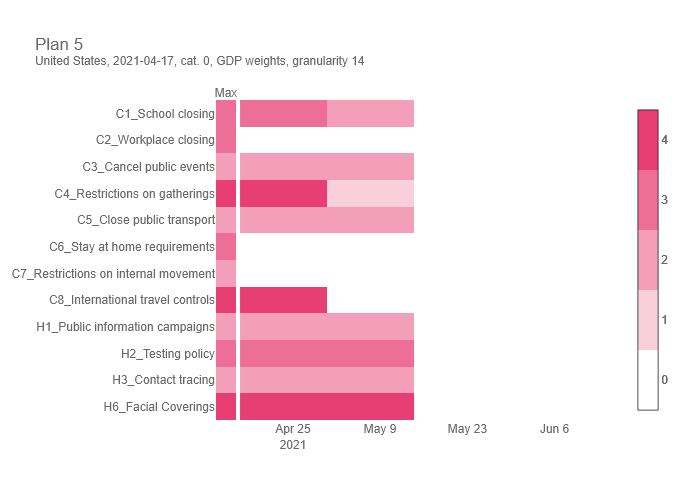 Plan 5
United States, 2021-04-17, cat. 0, GDP weights, granularity 14
Max
C1_School closing
C2_Workplace closing
C3_Cancel public events
C4_Restrictions on gatherings
C5_Close public transport
C6_Stay at home requirements
C7_Restrictions on internal movement
C8_International travel controls
H1_Public information campaigns
H2_Testing policy
H3_Contact tracing
H6_Facial Coverings
Apr 25 May 9 May 23 Jun 6
2021
4
3
2
1
0